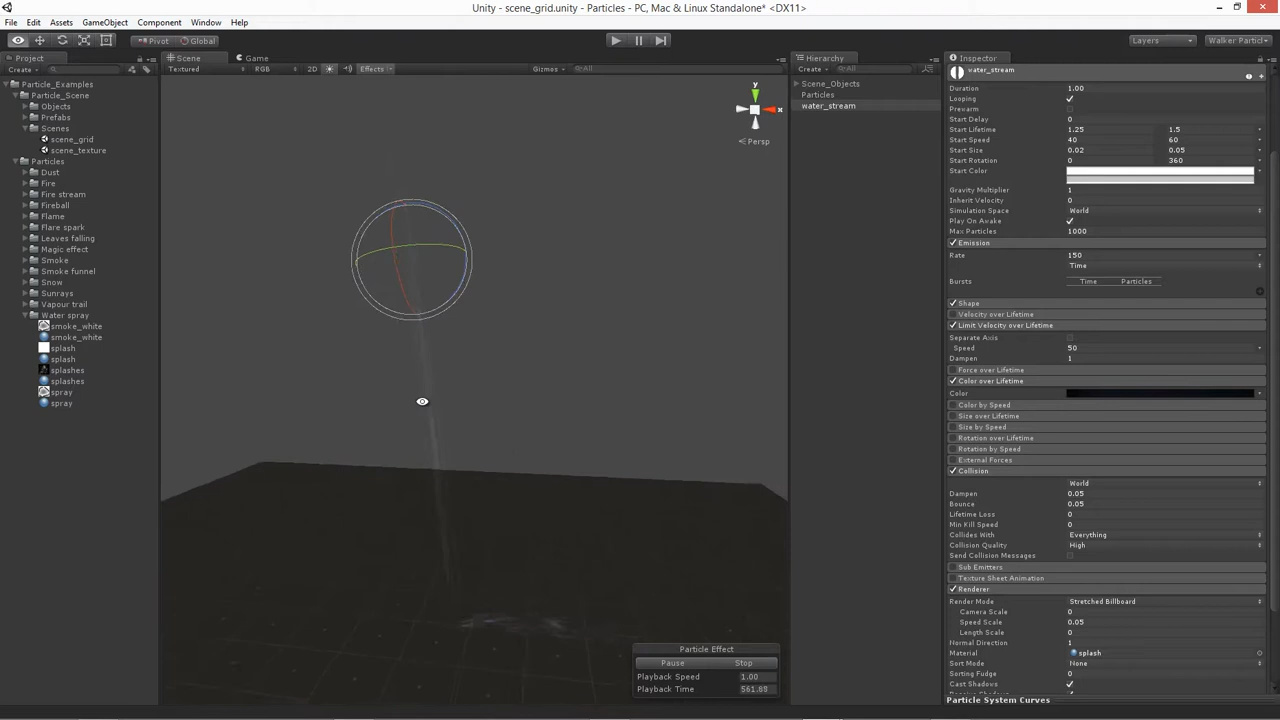 Unity - scene_grid.unity - Particles - PC, Mac & Linux Standalone* <DX11>
File Edit Assets GameObject Component Window Help
Pivot Global
Layers Walker Particl
Project
Create
Particle_Examples
Particle_Scene
Objects
Prefabs
Scenes
scene_grid
scene_texture
Particles
Dust
Fire
Fire stream
Fireball
Flame
Flare spark
Leaves falling
Magic effect
Smoke
Smoke funnel
Snow
Sunrays
Vapour trail
Water spray
smoke_white
smoke_white
splash
splash
splashes
splashes
spray
spray
Scene Game
Textured RGB 2D Effects Gizmos All
y
x
Persp
Particle Effect
Pause Stop
Playback Speed 1.00
Playback Time 561.88
Hierarchy
Create All
Scene_Objects
Particles
water_stream
Inspector
water_stream
Duration 1.00
Looping
Prewarm
Start Delay 0
Start Lifetime 1.25 1.5
Start Speed 40 60
Start Size 0.02 0.05
Start Rotation 0 360
Start Color
Gravity Multiplier 1
Inherit Velocity 0
Simulation Space World
Play On Awake
Max Particles 1000
Emission
Rate 150
Time
Bursts Time Particles
Shape
Velocity over Lifetime
Limit Velocity over Lifetime
Separate Axis
Speed 50
Dampen 1
Force over Lifetime
Color over Lifetime
Color
Color by Speed
Size over Lifetime
Size by Speed
Rotation over Lifetime
Rotation by Speed
External Forces
Collision
World
Dampen 0.05
Bounce 0.05
Lifetime Loss 0
Min Kill Speed 0
Collides With Everything
Collision Quality High
Send Collision Messages
Sub Emitters
Texture Sheet Animation
Renderer
Render Mode Stretched Billboard
Camera Scale 0
Speed Scale 0.05
Length Scale 0
Normal Direction 1
Material splash
Sort Mode None
Sorting Fudge 0
Cast Shadows
Particle System Curves